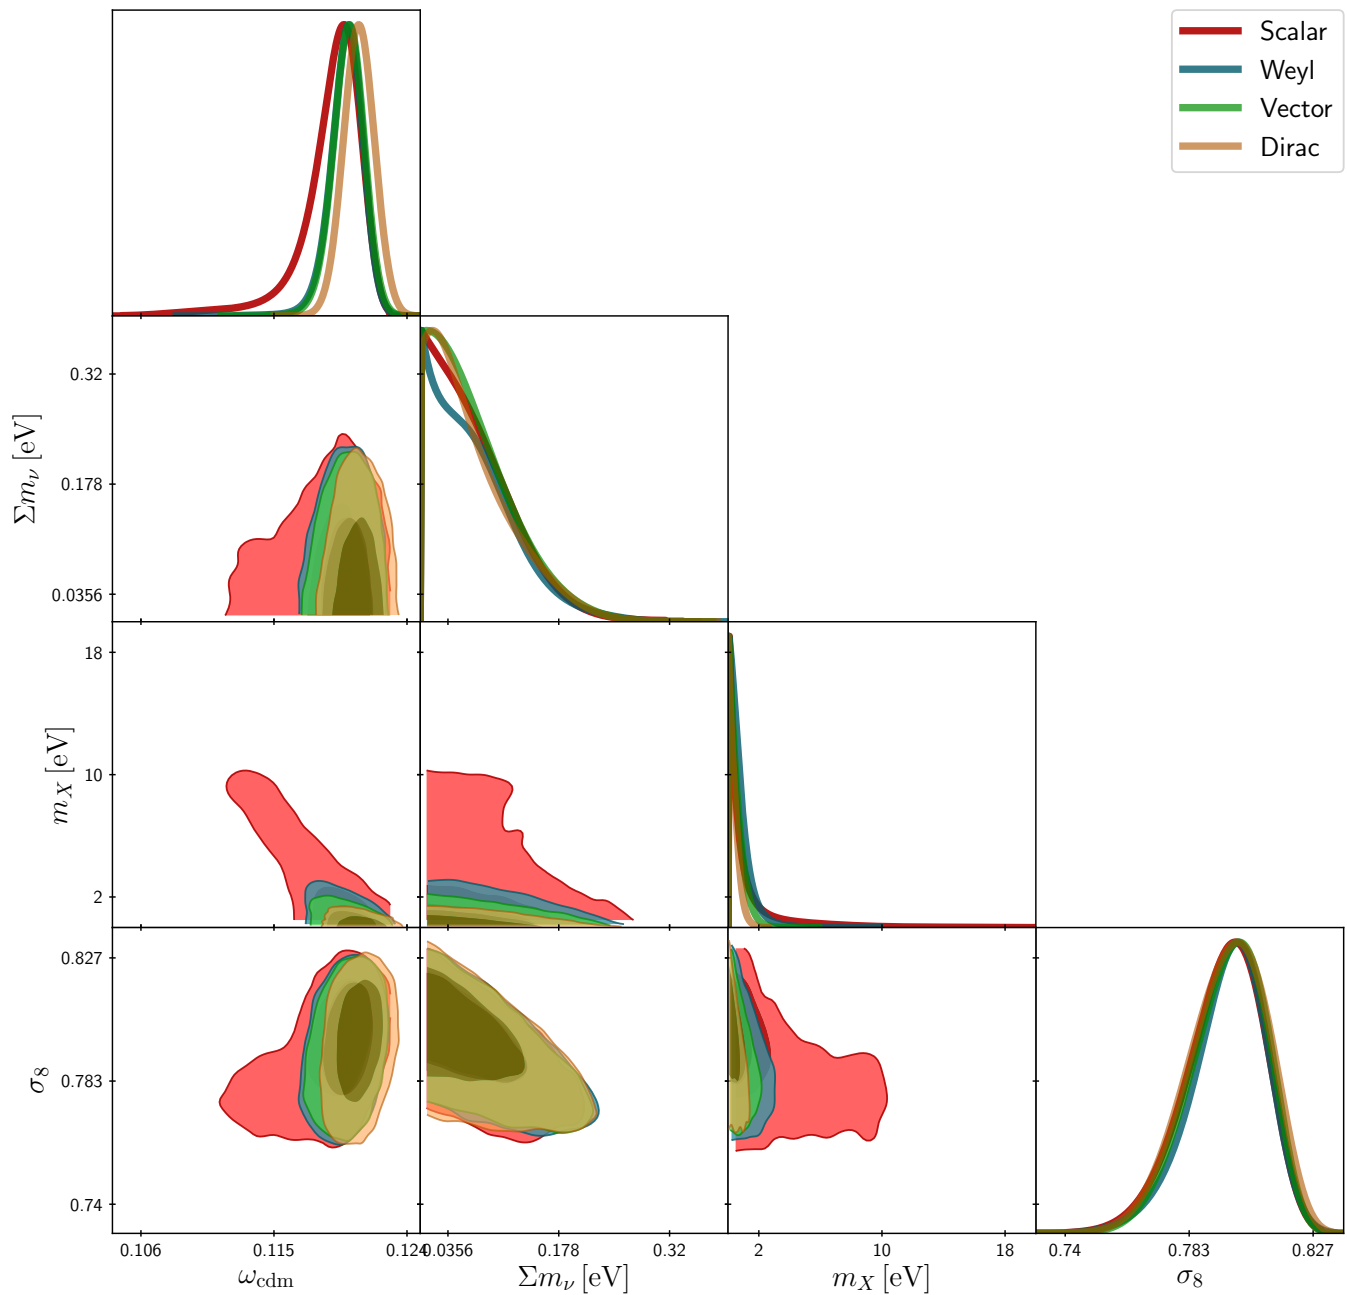 Scalar
Weyl
Vector
Dirac
0.32
0.178
0.0356
Σm_ν [eV]
18
10
2
m_X [eV]
0.827
0.783
0.74
σ_8
0.106 0.115 0.124 0.0356 0.178 0.32 2 10 18 0.74 0.783 0.827
ω_cdm Σm_ν [eV] m_X [eV] σ_8